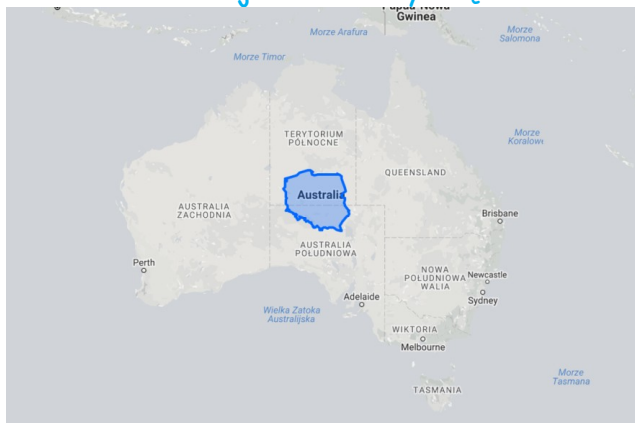 Papua-Nowa
Gwinea
Morze Arafura
Morze
Salomona
Morze Timor
TERYTORIUM
PÓŁNOCNE
Morze
Koralowe
QUEENSLAND
Australia
AUSTRALIA
ZACHODNIA
Brisbane
AUSTRALIA
POŁUDNIOWA
Perth
NOWA
POŁUDNIOWA
WALIA
Newcastle
Adelaide
Sydney
Wielka Zatoka
Australijska
WIKTORIA
Melbourne
Morze
Tasmana
TASMANIA